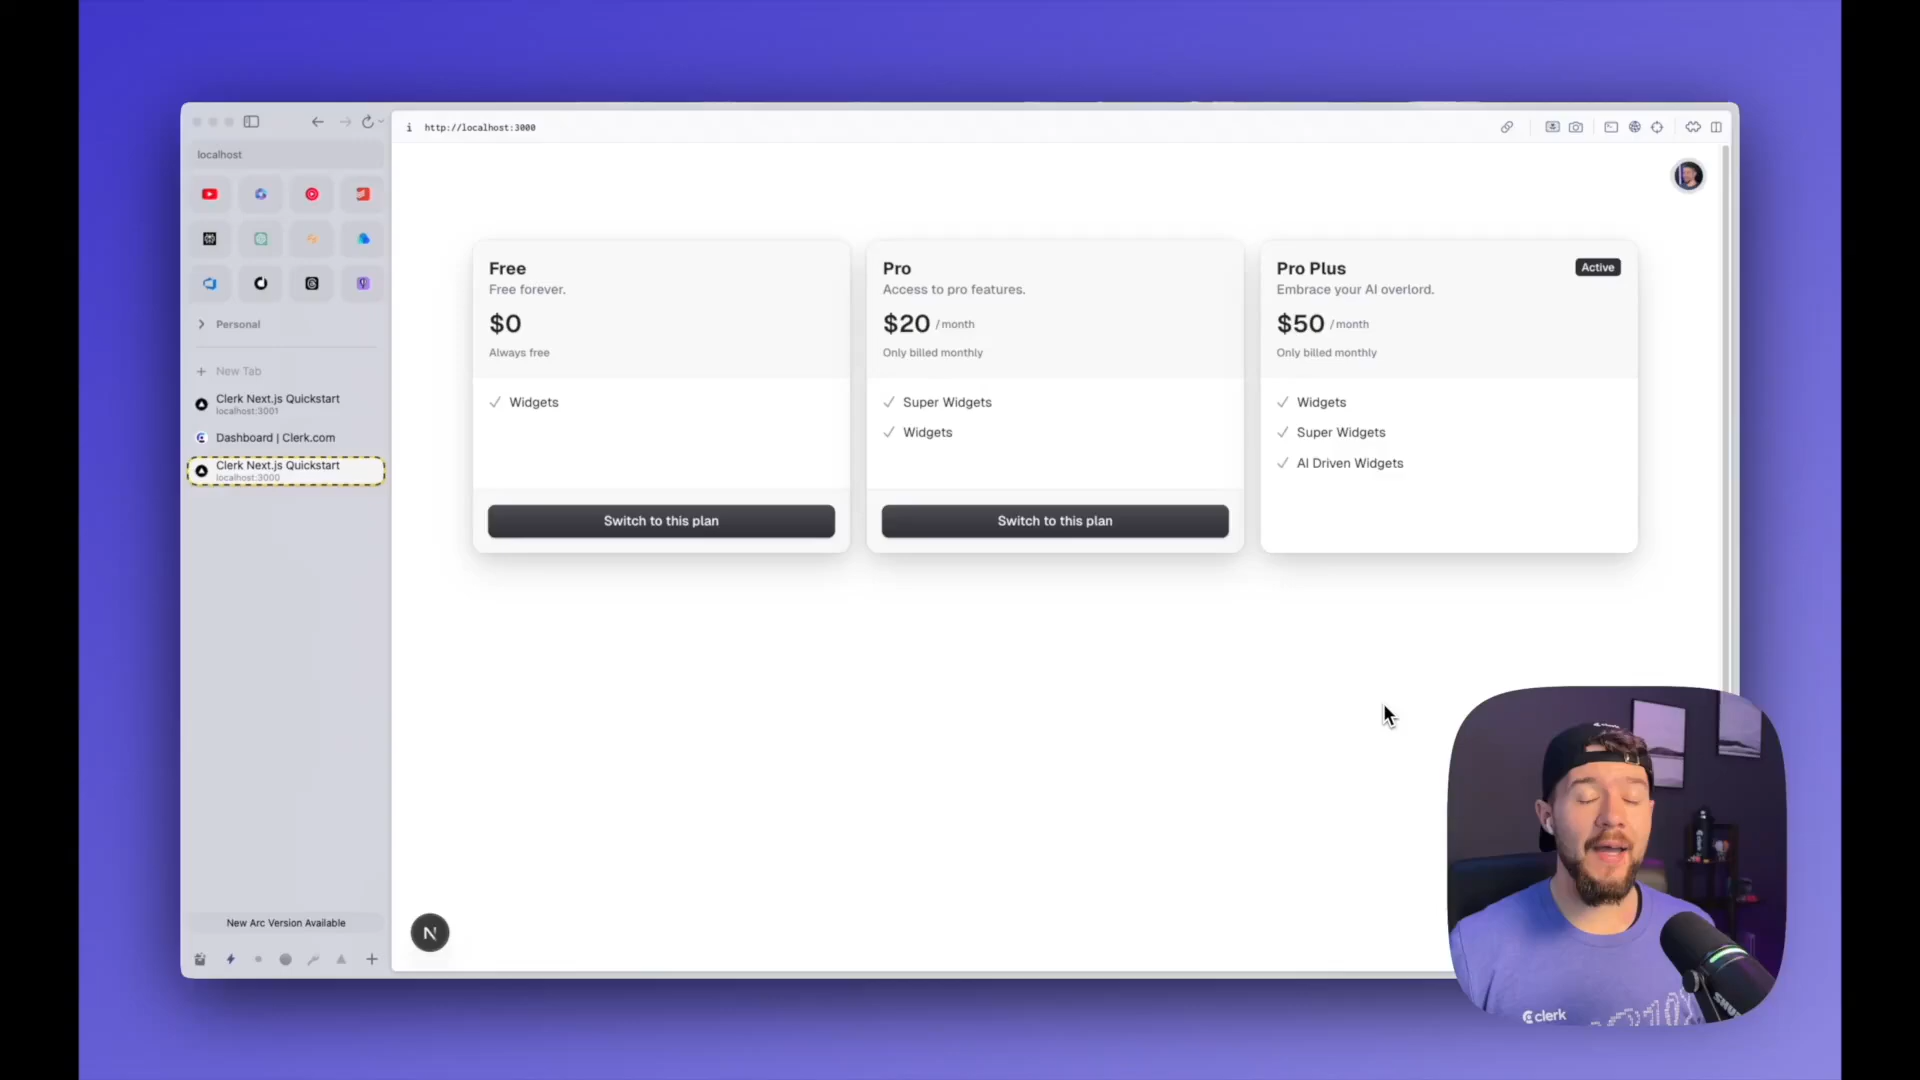 http://localhost:3000
localhost
Personal
New Tab
Clerk Next.js Quickstart
localhost:3001
Dashboard | Clerk.com
Clerk Next.js Quickstart
localhost:3000
New Arc Version Available
Free
Free forever.
$0
Always free
Widgets
Switch to this plan
Pro
Access to pro features.
$20 / month
Only billed monthly
Super Widgets
Widgets
Switch to this plan
Pro Plus
Active
Embrace your AI overlord.
$50 / month
Only billed monthly
Widgets
Super Widgets
AI Driven Widgets
N
clerk
SHURE